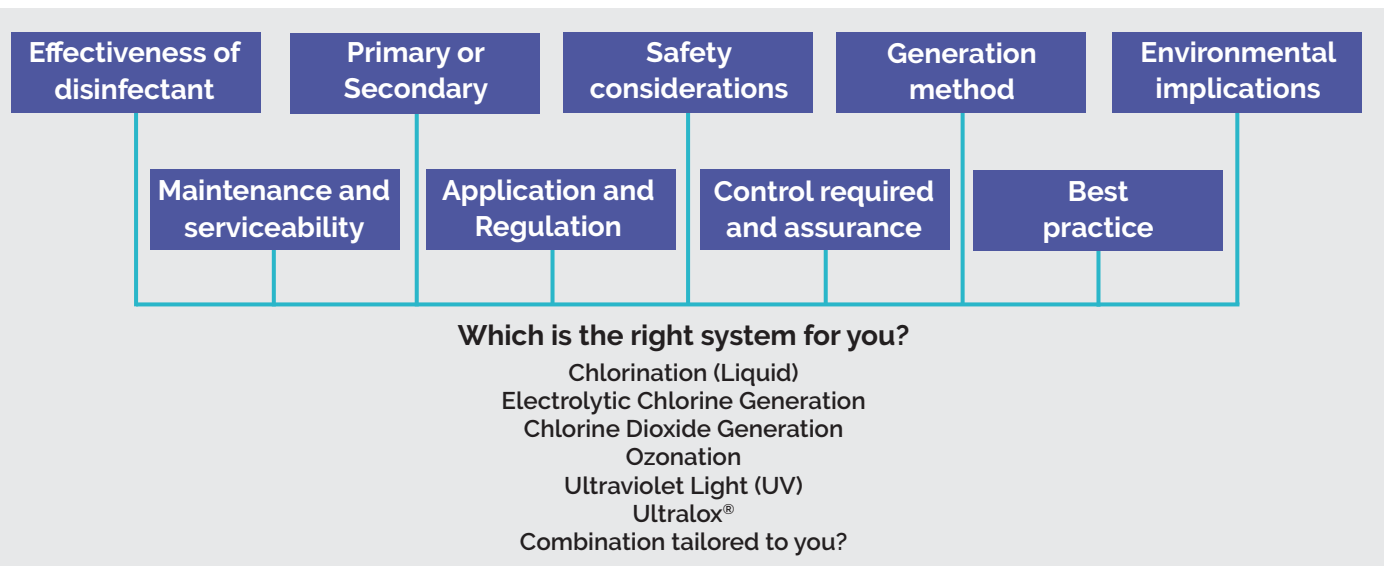 Effectiveness of
disinfectant
Primary or
Secondary
Safety
considerations
Generation
method
Environmental
implications
Maintenance and
serviceability
Application and
Regulation
Control required
and assurance
Best
practice
Which is the right system for you?
Chlorination (Liquid)
Electrolytic Chlorine Generation
Chlorine Dioxide Generation
Ozonation
Ultraviolet Light (UV)
Ultralox®
Combination tailored to you?